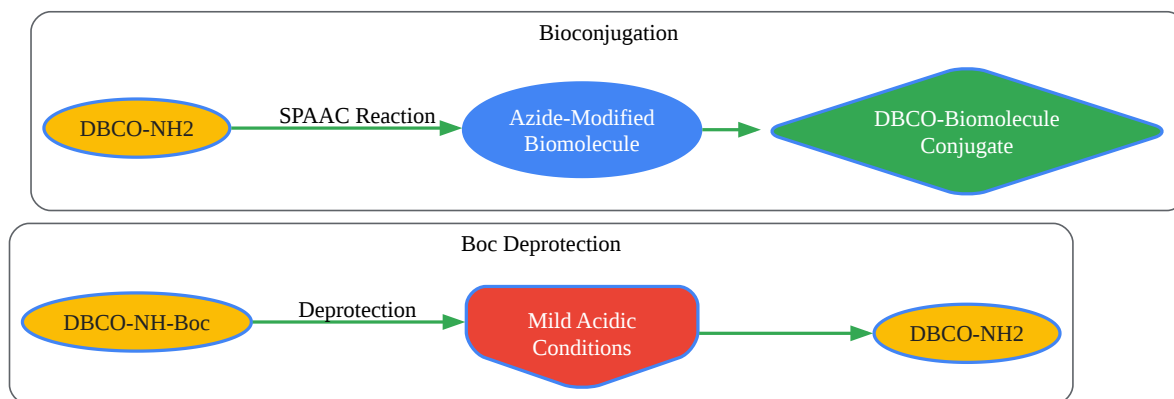 Bioconjugation
DBCO-NH2
SPAAC Reaction
Azide-Modified
Biomolecule
DBCO-Biomolecule
Conjugate
Boc Deprotection
DBCO-NH-Boc
Deprotection
Mild Acidic
Conditions
DBCO-NH2